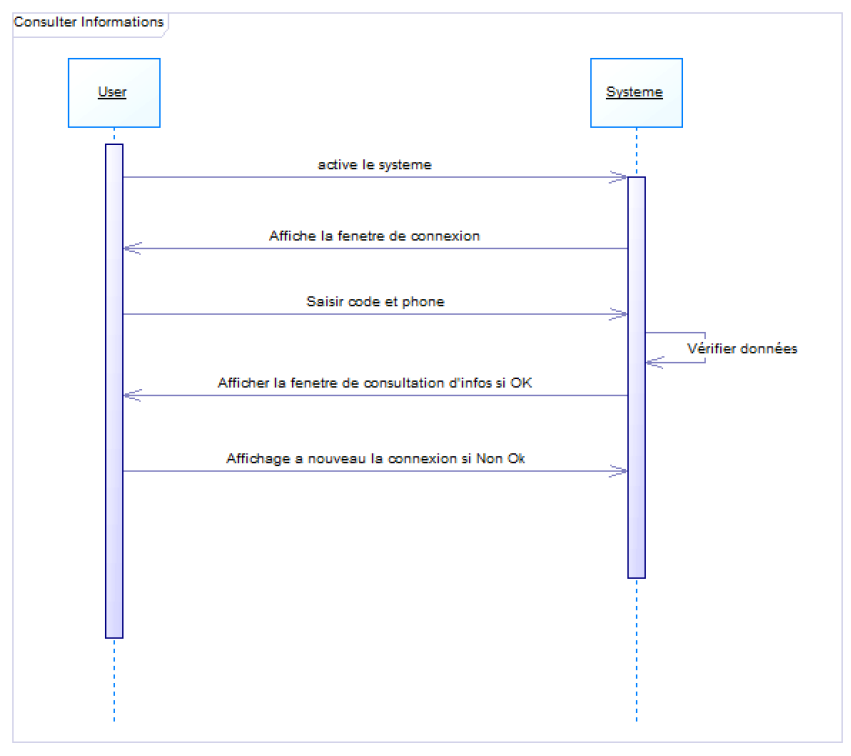 Consulter Informations
User
Systeme
active le systeme
Affiche la fenetre de connexion
Saisir code et phone
Vérifier données
Afficher la fenetre de consultation d'infos si OK
Affichage a nouveau la connexion si Non Ok